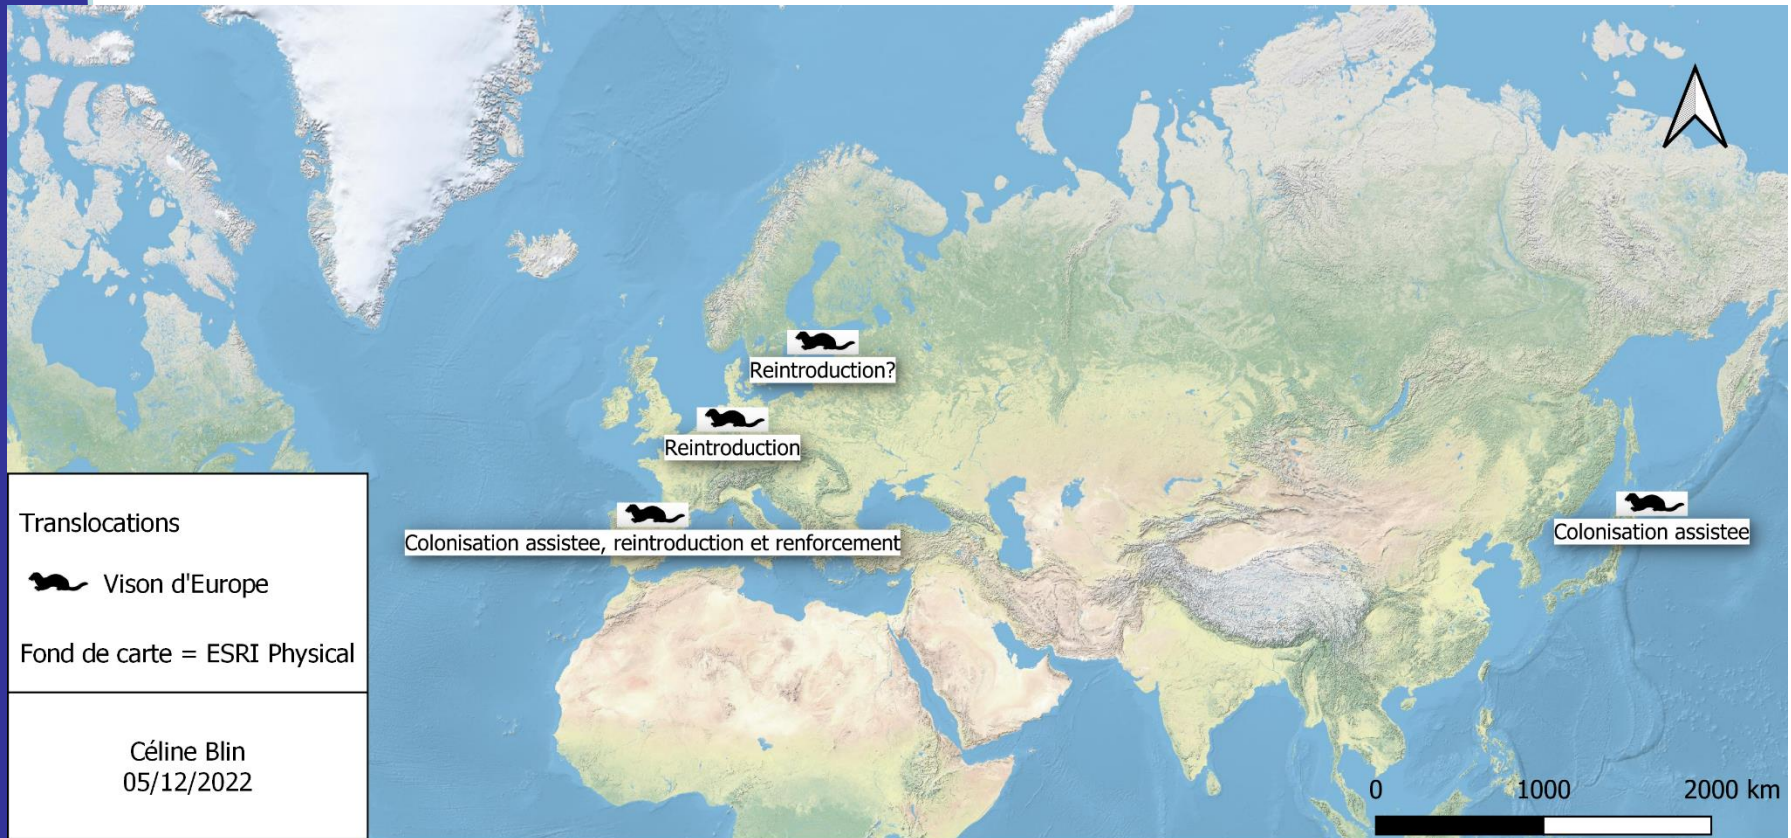 Reintroduction?
Reintroduction
Colonisation assistee, reintroduction et renforcement
Colonisation assistee
Translocations
Vison d'Europe
Fond de carte = ESRI Physical
Céline Blin
05/12/2022
0 1000 2000 km